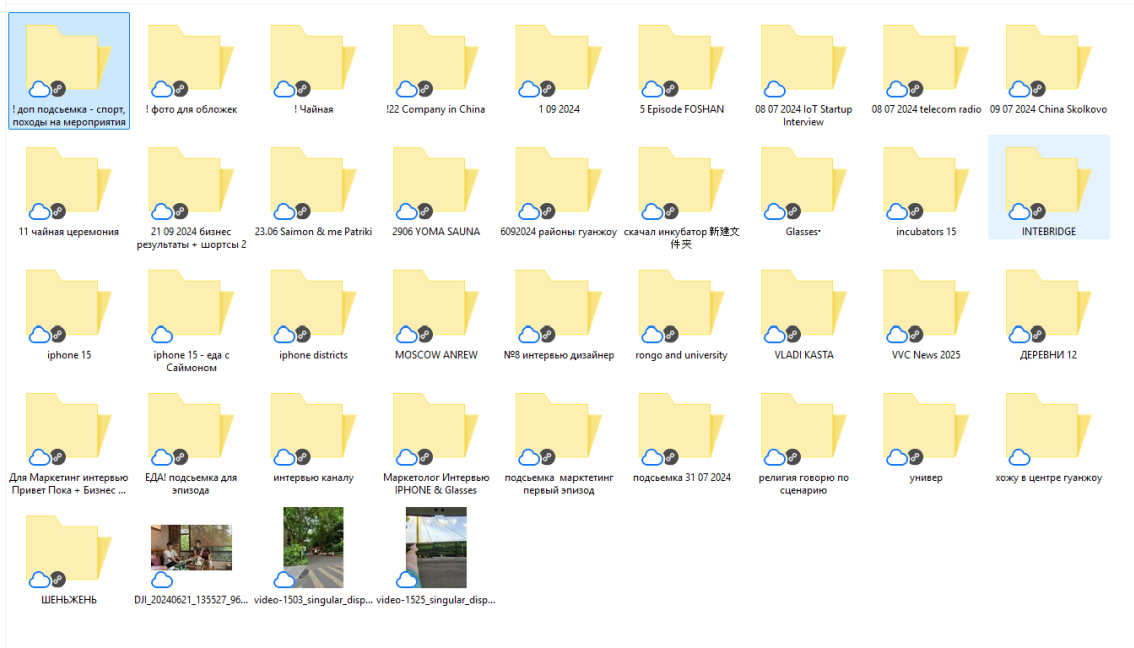 ! доп подсьемка - спорт,
походы на мероприятия
! фото для обложек
! Чайная
!22 Company in China
1 09 2024
5 Episode FOSHAN
08 07 2024 IoT Startup
Interview
08 07 2024 telecom radio
09 07 2024 China Skolkovo
11 чайная церемония
21 09 2024 бизнес
результаты + шортсы 2
23.06 Saimon & me Patriki
2906 YOMA SAUNA
6092024 районы гуанжоу
скачал инкубатор 新建文
件夹
Glasses·
incubators 15
INTEBRIDGE
iphone 15
iphone 15 - еда с
Саймоном
iphone districts
MOSCOW ANREW
№8 интервью дизайнер
rongo and university
VLADI KASTA
VVC News 2025
ДЕРЕВНИ 12
Для Маркетинг интервью
Привет Пока + Бизнес ...
ЕДА! подсьемка для
эпизода
интервью каналу
Маркетолог Интервью
IPHONE & Glasses
подсьемка марктетинг
первый эпизод
подсьемка 31 07 2024
религия говорю по
сценарию
универ
хожу в центре гуанжоу
ШЕНЬЖЕНЬ
DJI_20240621_135527_96...
video-1503_singular_disp...
video-1525_singular_disp...